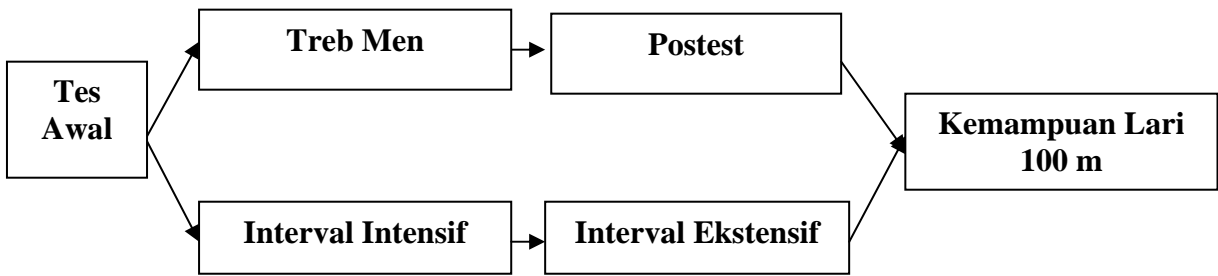 Treb Men
Postest
Tes
Awal
Kemampuan Lari
100 m
Interval Intensif
Interval Ekstensif